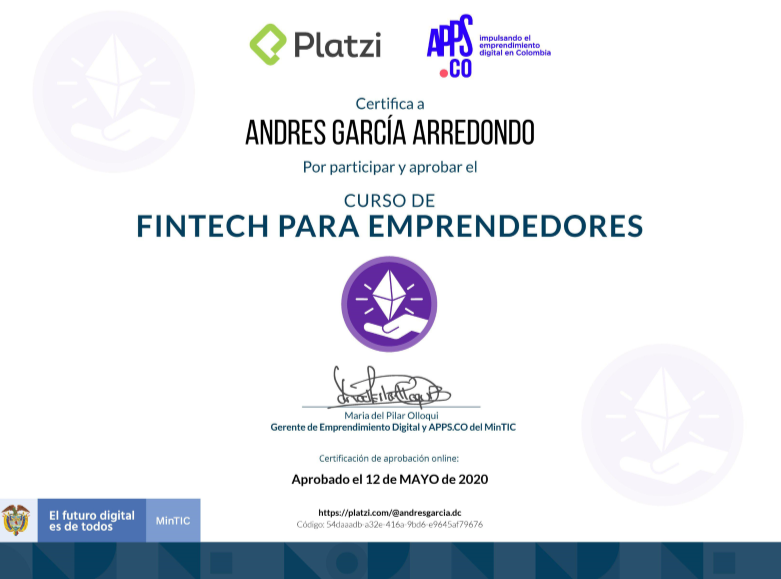 Platzi
APPS
.CO
impulsando el
emprendimiento
digital en Colombia
Certifica a
ANDRES GARCÍA ARREDONDO
Por participar y aprobar el
CURSO DE
FINTECH PARA EMPRENDEDORES
Maria del Pilar Olloqui
Gerente de Emprendimiento Digital y APPS.CO del MinTIC
Certificación de aprobación online:
Aprobado el 12 de MAYO de 2020
El futuro digital
es de todos
MinTIC
https://platzi.com/@andresgarcia.dc
Código: 54daaadb-a32e-416a-9bd6-e9645af79676